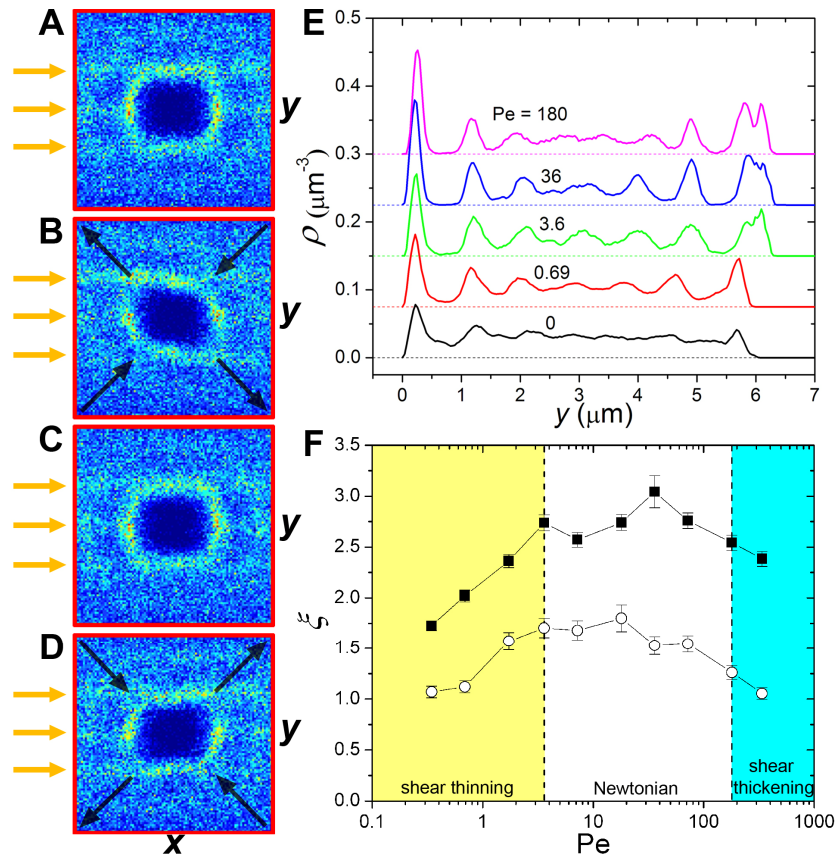 A
y
B
y
C
y
D
y
x
E
0.5
0.4
0.3
0.2
0.1
0.0
ρ (μm⁻³)
Pe = 180
36
3.6
0.69
0
0 1 2 3 4 5 6 7
y (μm)
F
3.5
3.0
2.5
2.0
1.5
1.0
0.5
0.0
ξ
shear thinning
Newtonian
shear
thickening
0.1 1 10 100 1000
Pe